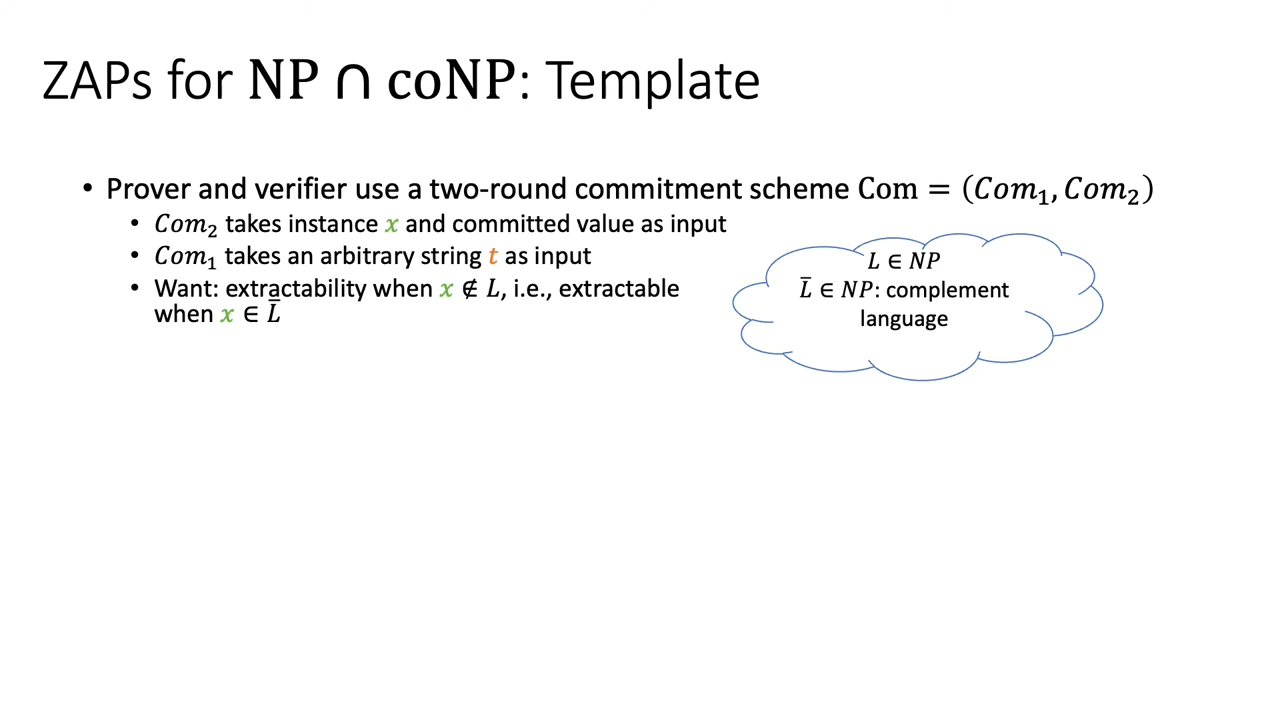 ZAPs for NP ∩ coNP: Template
• Prover and verifier use a two-round commitment scheme Com = (Com₁, Com₂)
• Com₂ takes instance x and committed value as input
• Com₁ takes an arbitrary string t as input
• Want: extractability when x ∉ L, i.e., extractable
when x ∈ L̄
L ∈ NP
L̄ ∈ NP: complement
language